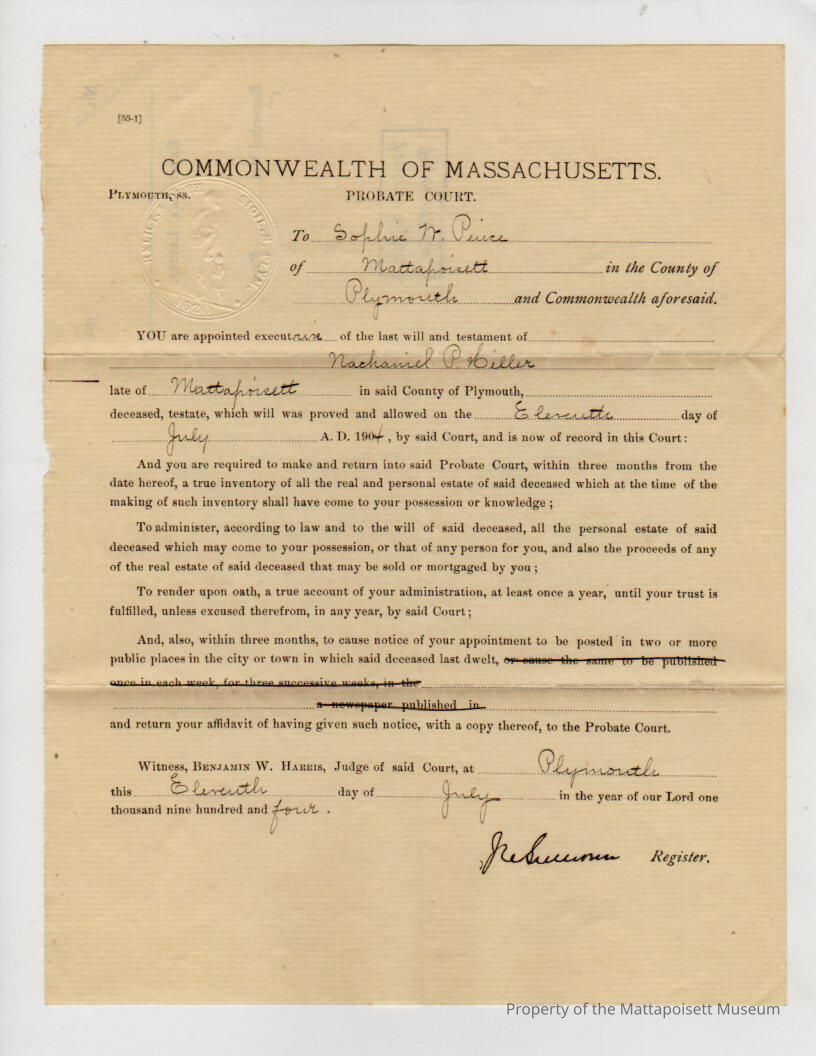 [55-1]
COMMONWEALTH OF MASSACHUSETTS.
PLYMOUTH, SS.
PROBATE COURT.
To Sophie W. Peirce
of Mattapoisett in the County of
Plymouth and Commonwealth aforesaid.
YOU are appointed executrix of the last will and testament of
Nathaniel P. Hiller
late of Mattapoisett in said County of Plymouth,
deceased, testate, which will was proved and allowed on the Eleventh day of
July A. D. 1904, by said Court, and is now of record in this Court:
And you are required to make and return into said Probate Court, within three months from the
date hereof, a true inventory of all the real and personal estate of said deceased which at the time of the
making of such inventory shall have come to your possession or knowledge;
To administer, according to law and to the will of said deceased, all the personal estate of said
deceased which may come to your possession, or that of any person for you, and also the proceeds of any
of the real estate of said deceased that may be sold or mortgaged by you;
To render upon oath, a true account of your administration, at least once a year, until your trust is
fulfilled, unless excused therefrom, in any year, by said Court;
And, also, within three months, to cause notice of your appointment to be posted in two or more
public places in the city or town in which said deceased last dwelt, or cause the same to be published
once in each week, for three successive weeks, in the
a newspaper published in
and return your affidavit of having given such notice, with a copy thereof, to the Probate Court.
Witness, BENJAMIN W. HARRIS, Judge of said Court, at Plymouth
this Eleventh day of July in the year of our Lord one
thousand nine hundred and four.
Register.
Property of the Mattapoisett Museum